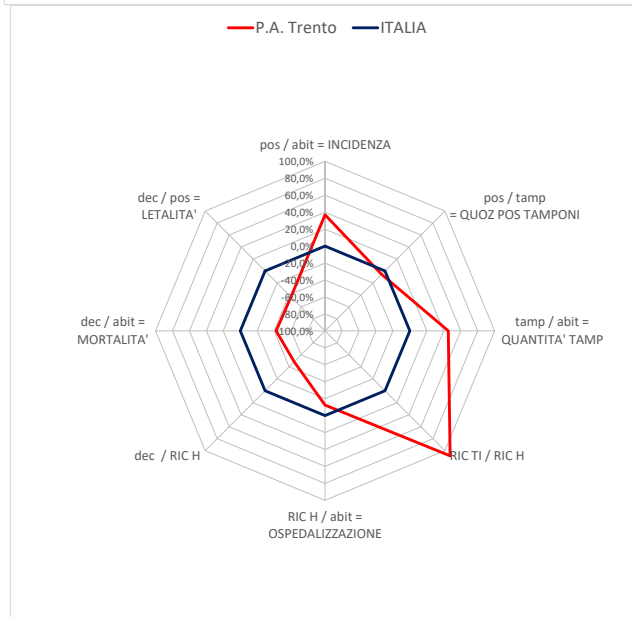 P.A. Trento ITALIA
pos / abit = INCIDENZA
100,0%
80,0%
60,0%
40,0%
20,0%
0,0%
-20,0%
-40,0%
-60,0%
-80,0%
-100,0%
pos / tamp
= QUOZ POS TAMPONI
tamp / abit =
QUANTITA' TAMP
RIC TI / RIC H
RIC H / abit =
OSPEDALIZZAZIONE
dec / RIC H
dec / abit =
MORTALITA'
dec / pos =
LETALITA'